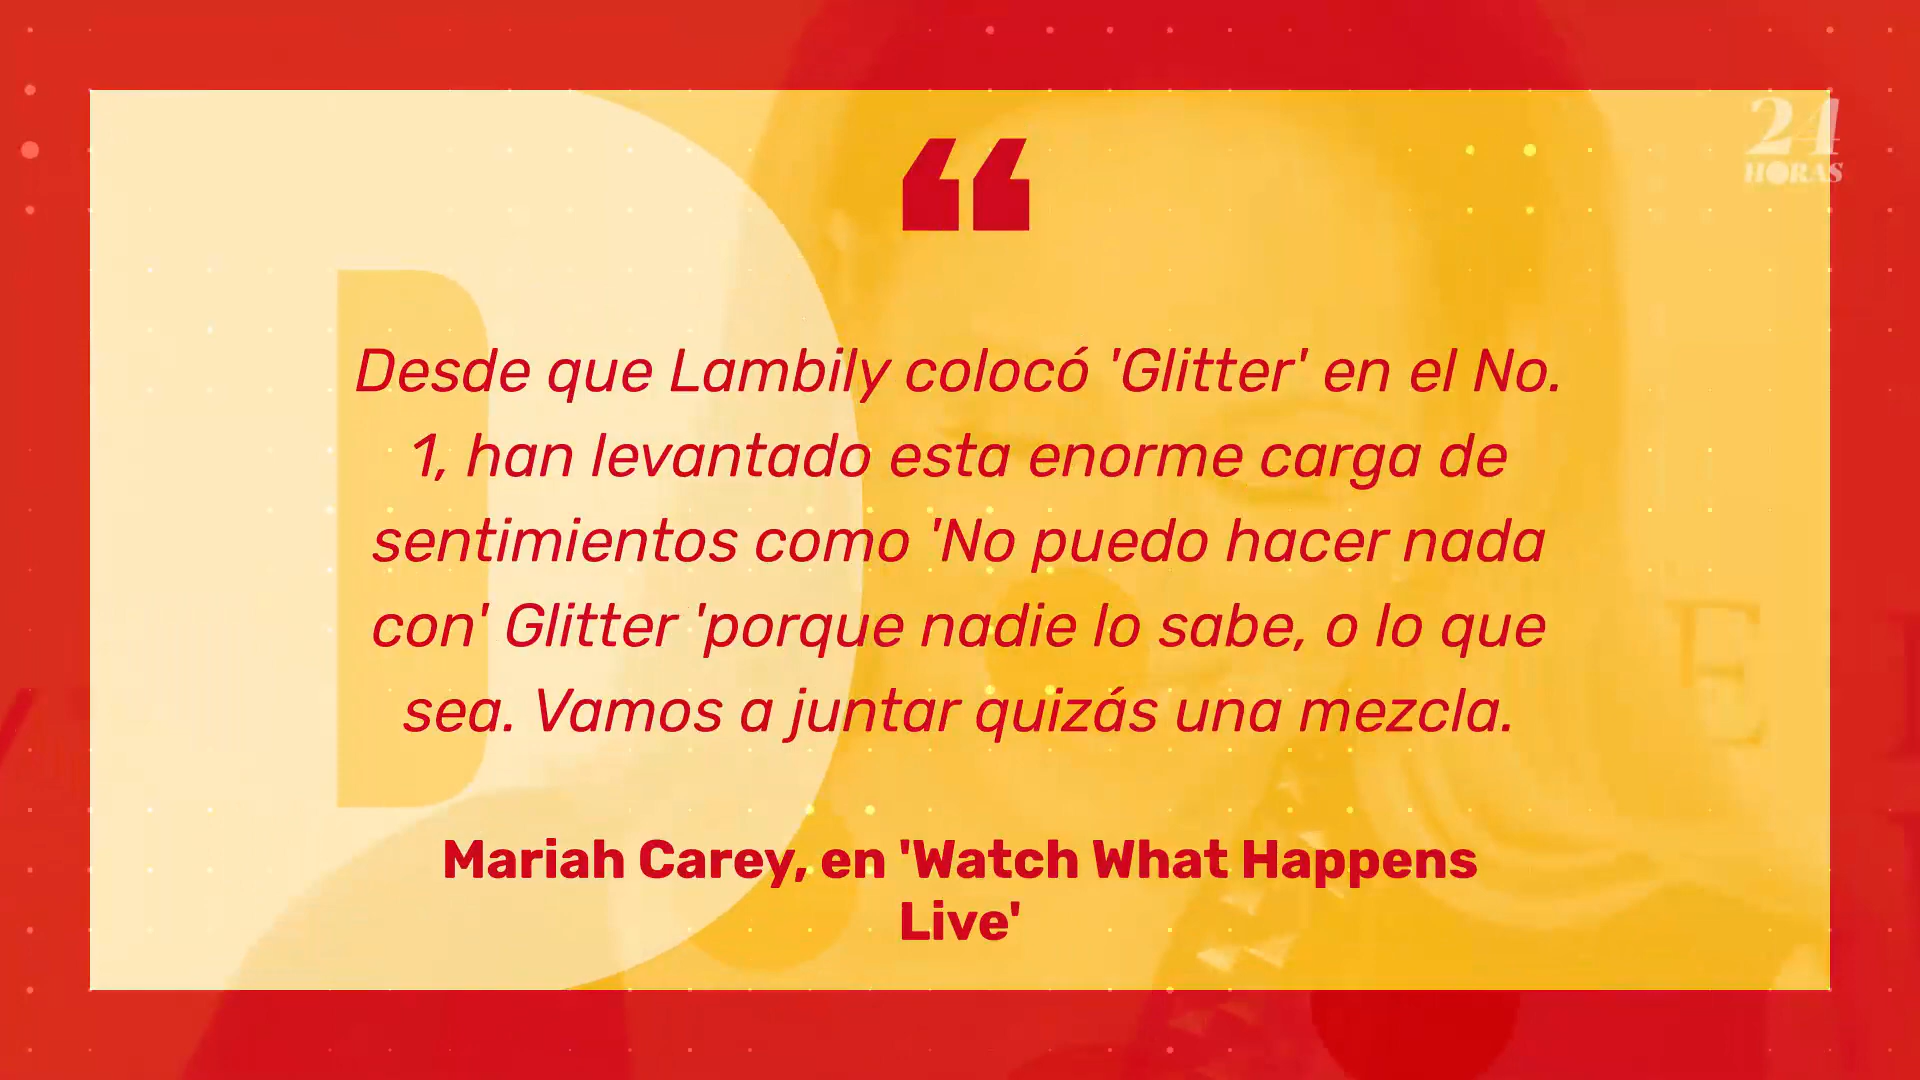 24
HORAS
“
Desde que Lambily colocó 'Glitter' en el No.
1, han levantado esta enorme carga de
sentimientos como 'No puedo hacer nada
con' Glitter 'porque nadie lo sabe, o lo que
sea. Vamos a juntar quizás una mezcla.
Mariah Carey, en 'Watch What Happens
Live'